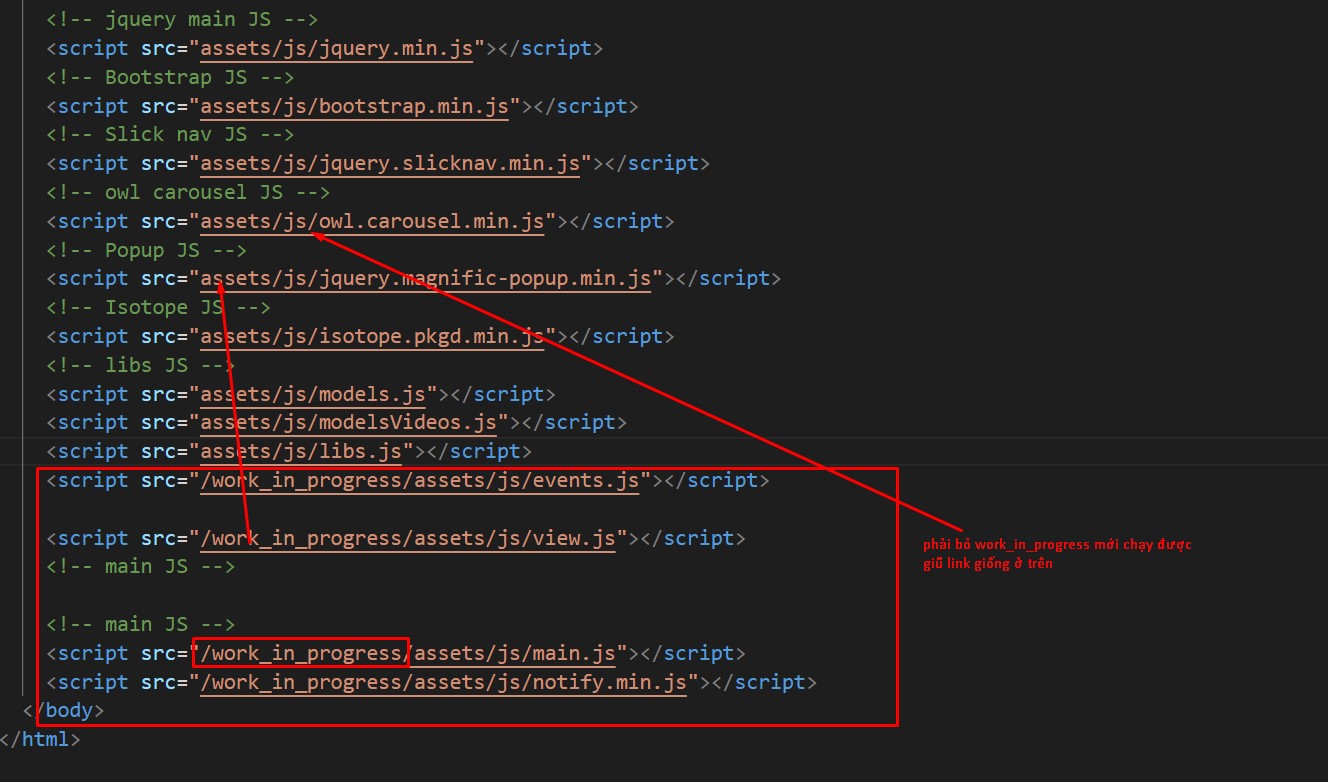 <!-- jquery main JS -->
<script src="assets/js/jquery.min.js"></script>
<!-- Bootstrap JS -->
<script src="assets/js/bootstrap.min.js"></script>
<!-- Slick nav JS -->
<script src="assets/js/jquery.slicknav.min.js"></script>
<!-- owl carousel JS -->
<script src="assets/js/owl.carousel.min.js"></script>
<!-- Popup JS -->
<script src="assets/js/jquery.magnific-popup.min.js"></script>
<!-- Isotope JS -->
<script src="assets/js/isotope.pkgd.min.js"></script>
<!-- libs JS -->
<script src="assets/js/models.js"></script>
<script src="assets/js/modelsVideos.js"></script>
<script src="assets/js/libs.js"></script>
<script src="/work_in_progress/assets/js/events.js"></script>
<script src="/work_in_progress/assets/js/view.js"></script>
<!-- main JS -->
<!-- main JS -->
<script src="/work_in_progress/assets/js/main.js"></script>
<script src="/work_in_progress/assets/js/notify.min.js"></script>
</body>
</html>
phải bỏ work_in_progress mới chạy được
giũ link giống ở trên